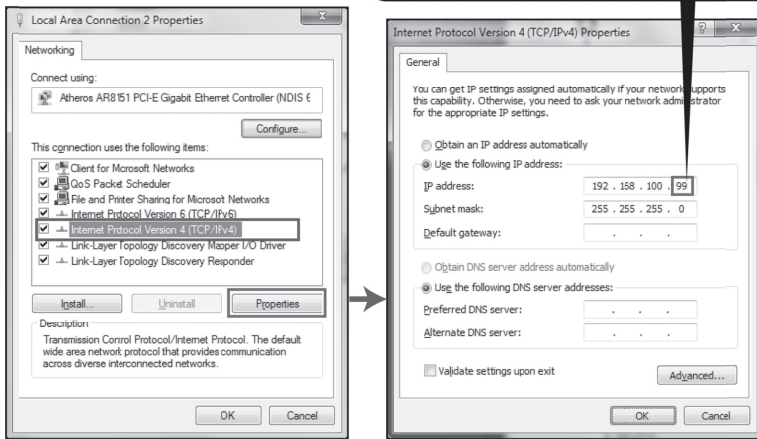 Local Area Connection 2 Properties
Networking
Connect using:
Atheros AR8151 PCI-E Gigabit Ethernet Controller (NDIS 6
Configure...
This connection uses the following items:
Client for Microsoft Networks
QoS Packet Scheduler
File and Printer Sharing for Microsoft Networks
Internet Protocol Version 6 (TCP/IPv6)
Internet Protocol Version 4 (TCP/IPv4)
Link-Layer Topology Discovery Mapper I/O Driver
Link-Layer Topology Discovery Responder
Install...
Uninstall
Properties
Description
Transmission Control Protocol/Internet Protocol. The default
wide area network protocol that provides communication
across diverse interconnected networks.
OK
Cancel
Internet Protocol Version 4 (TCP/IPv4) Properties
General
You can get IP settings assigned automatically if your network supports
this capability. Otherwise, you need to ask your network administrator
for the appropriate IP settings.
Obtain an IP address automatically
Use the following IP address:
IP address:
192 . 168 . 100 . 99
Subnet mask:
255 . 255 . 255 . 0
Default gateway:
. . .
Obtain DNS server address automatically
Use the following DNS server addresses:
Preferred DNS server:
. . .
Alternate DNS server:
. . .
Validate settings upon exit
Advanced...
OK
Cancel